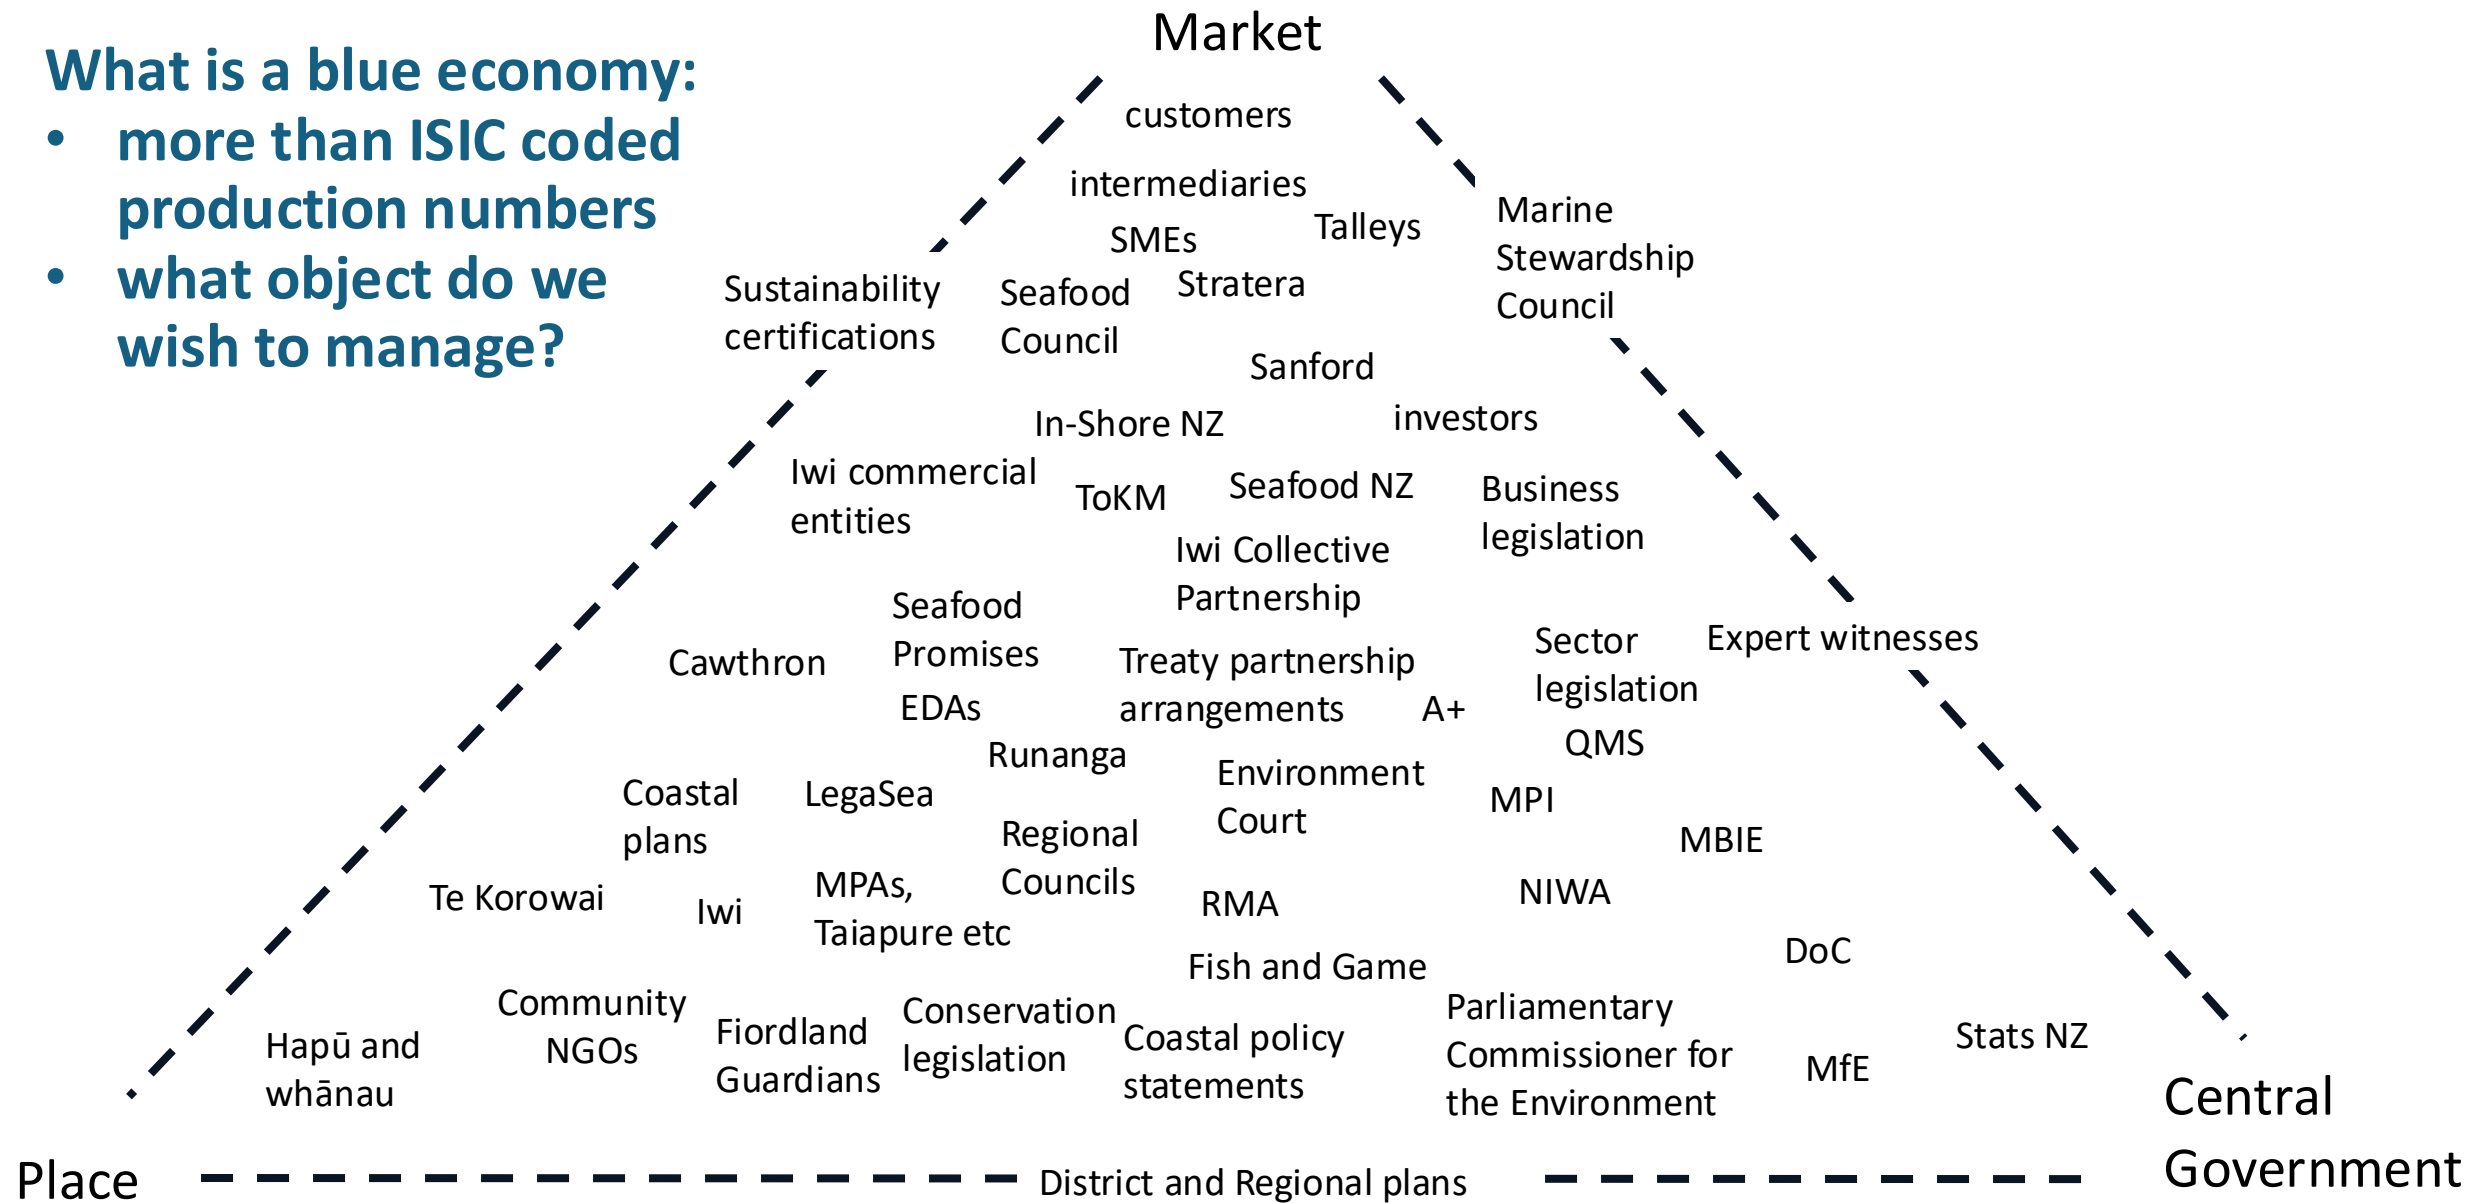 What is a blue economy:
• more than ISIC coded
production numbers
• what object do we
wish to manage?
Market
customers
intermediaries
SMEs
Talleys
Marine
Stewardship
Council
Sustainability
certifications
Seafood
Council
Stratera
Sanford
In-Shore NZ
investors
Iwi commercial
entities
ToKM
Seafood NZ
Business
legislation
Iwi Collective
Partnership
Seafood
Promises
Cawthron
Treaty partnership
arrangements
Sector
legislation
Expert witnesses
EDAs
A+
QMS
Runanga
Environment
Court
Coastal
plans
LegaSea
MPI
Regional
Councils
MBIE
Te Korowai
Iwi
MPAs,
Taiapure etc
RMA
NIWA
Fish and Game
DoC
Hapū and
whānau
Community
NGOs
Fiordland
Guardians
Conservation
legislation
Coastal policy
statements
Parliamentary
Commissioner for
the Environment
MfE
Stats NZ
Central
Government
Place
District and Regional plans